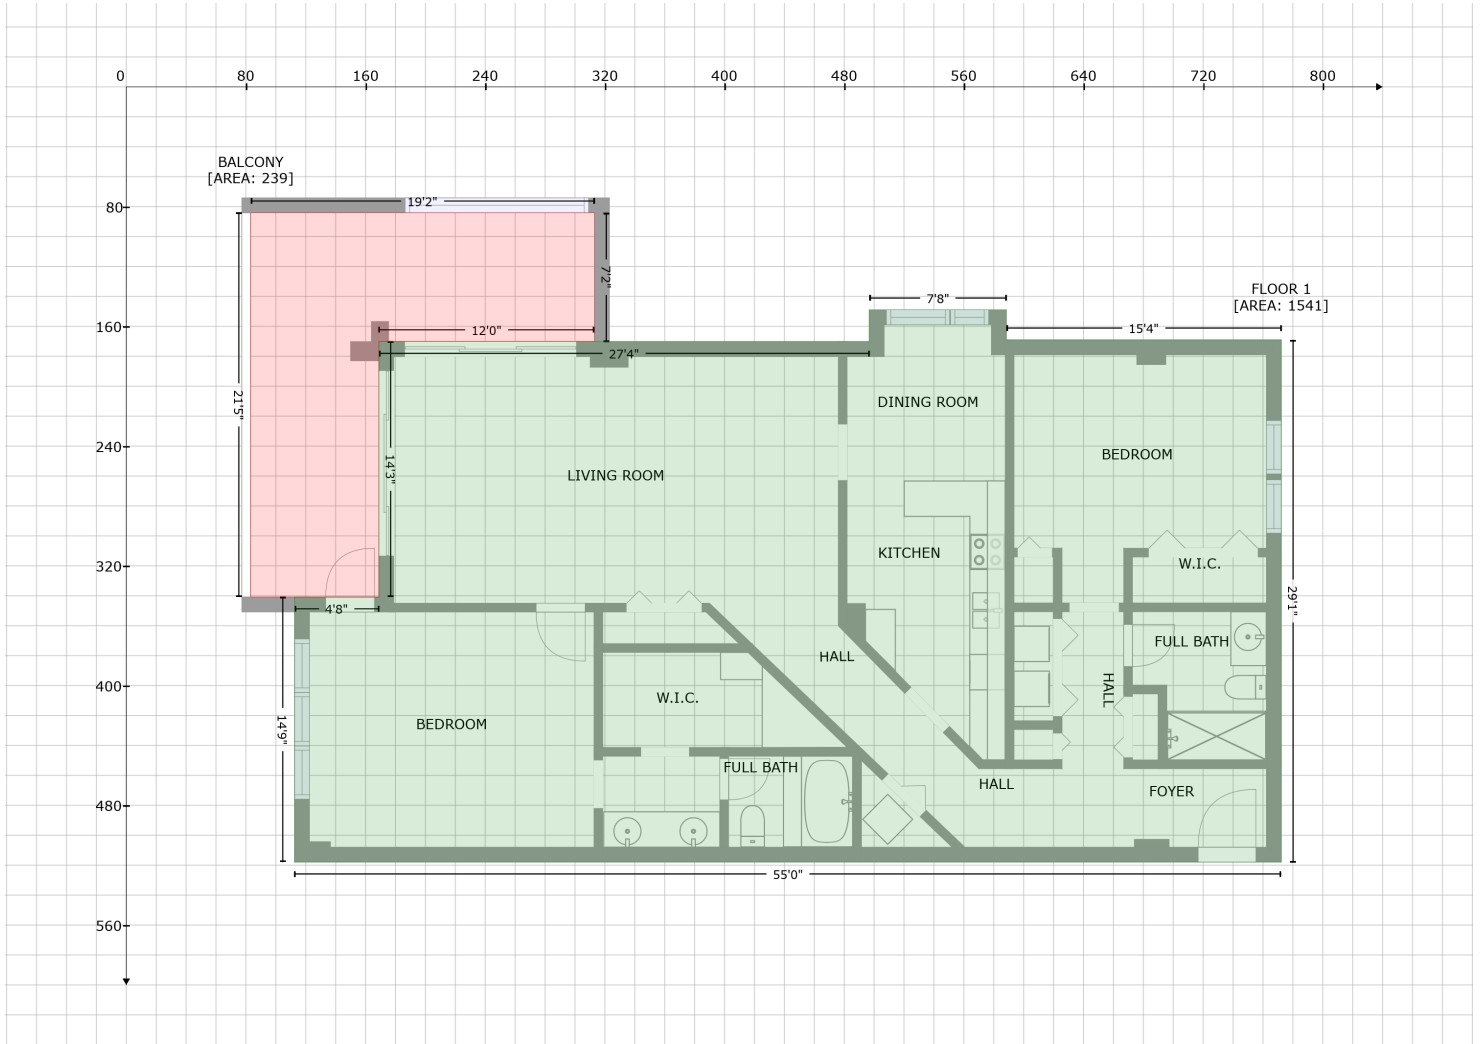 0 80 160 240 320 400 480 560 640 720 800
BALCONY
[AREA: 239]
19'2"
80
7'2"
FLOOR 1
[AREA: 1541]
7'8"
160
12'0"
15'4"
27'4"
21'5"
DINING ROOM
240
14'3"
LIVING ROOM
BEDROOM
KITCHEN
W.I.C.
320
29'1"
4'8"
FULL BATH
HALL
400
HALL
W.I.C.
BEDROOM
14'9"
FULL BATH
HALL
FOYER
480
55'0"
560